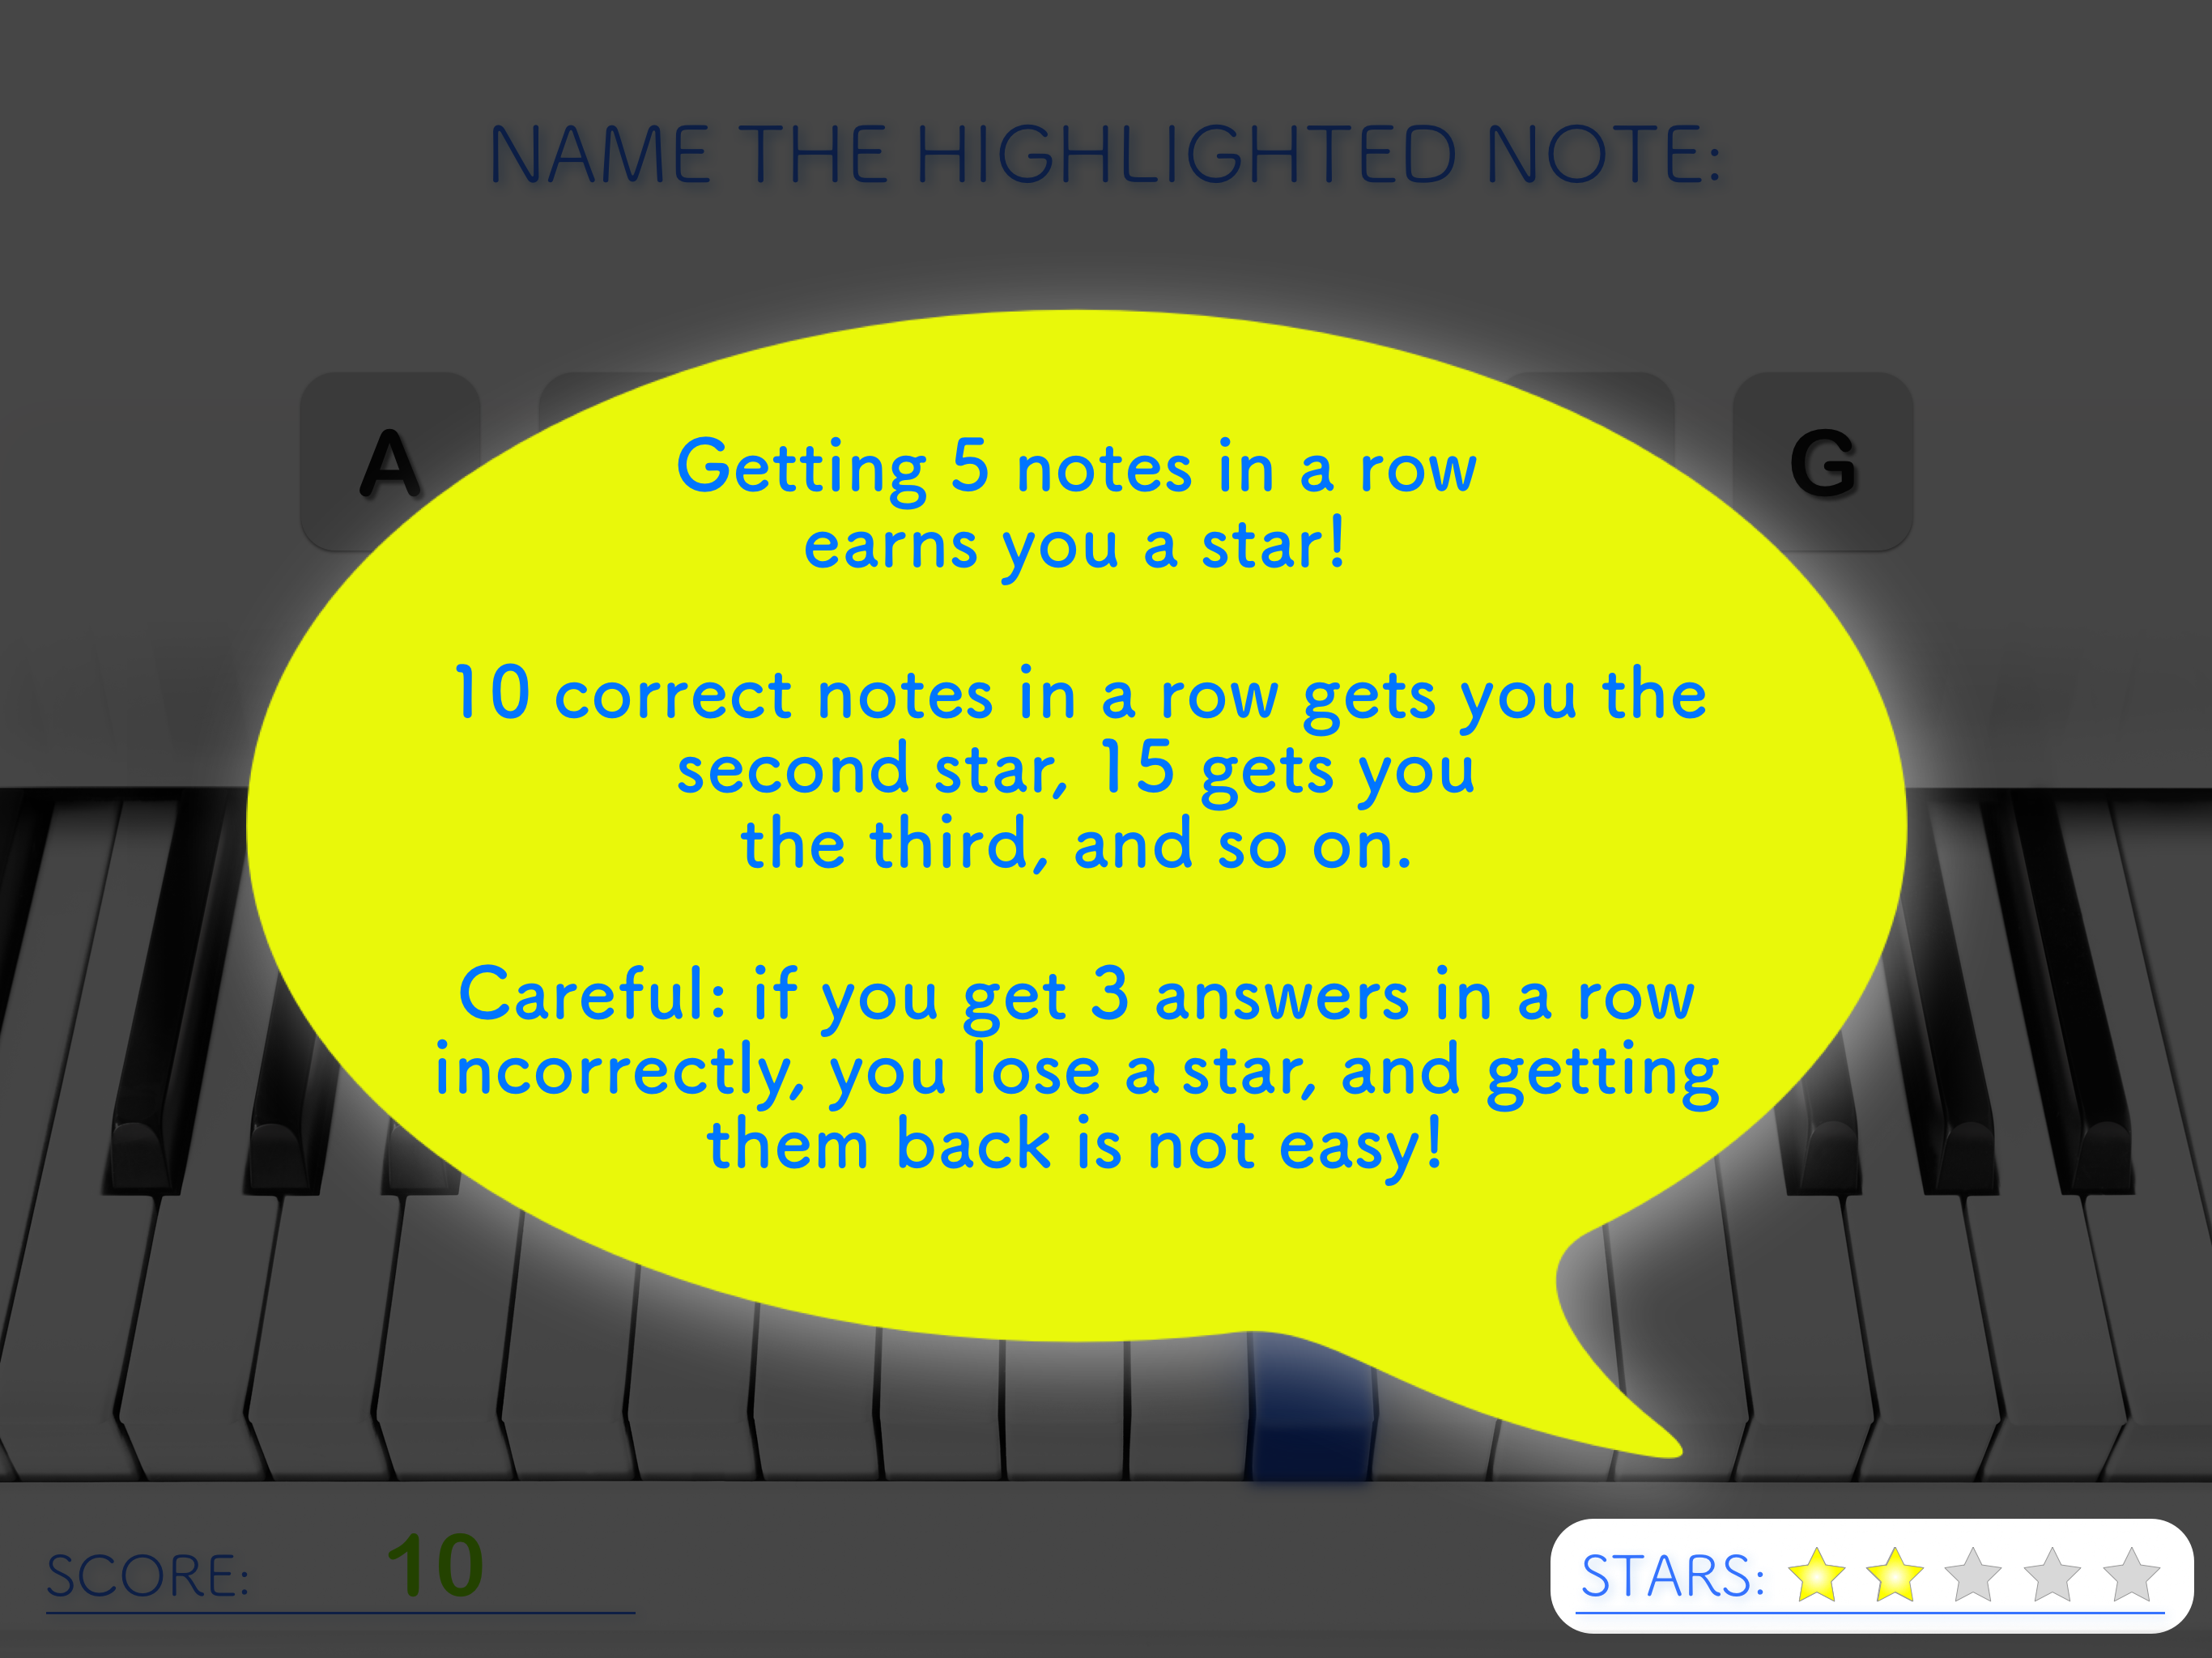 NAME THE HIGHLIGHTED NOTE:
A
G
Getting 5 notes in a row
earns you a star!
10 correct notes in a row gets you the
second star, 15 gets you
the third, and so on.
Careful: if you get 3 answers in a row
incorrectly, you lose a star, and getting
them back is not easy!
SCORE: 10
STARS: